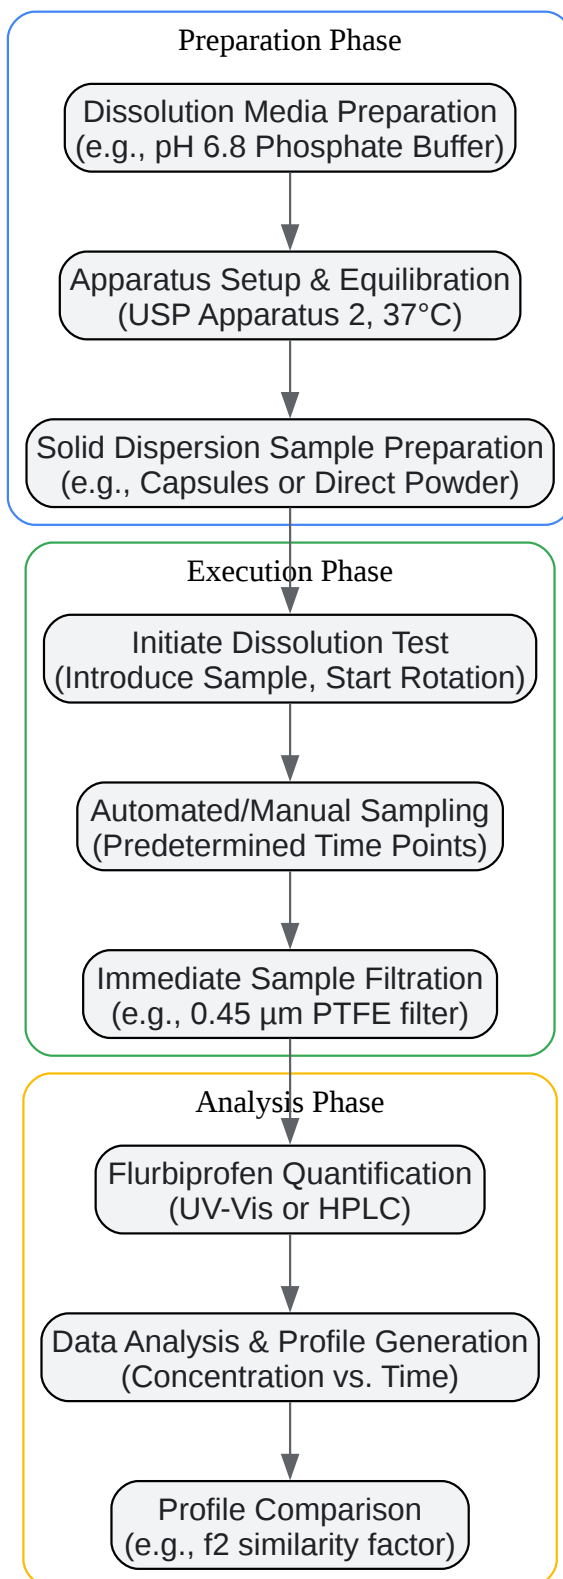 Preparation Phase
Dissolution Media Preparation
(e.g., pH 6.8 Phosphate Buffer)
Apparatus Setup & Equilibration
(USP Apparatus 2, 37°C)
Solid Dispersion Sample Preparation
(e.g., Capsules or Direct Powder)
Execution Phase
Initiate Dissolution Test
(Introduce Sample, Start Rotation)
Automated/Manual Sampling
(Predetermined Time Points)
Immediate Sample Filtration
(e.g., 0.45 µm PTFE filter)
Analysis Phase
Flurbiprofen Quantification
(UV-Vis or HPLC)
Data Analysis & Profile Generation
(Concentration vs. Time)
Profile Comparison
(e.g., f2 similarity factor)